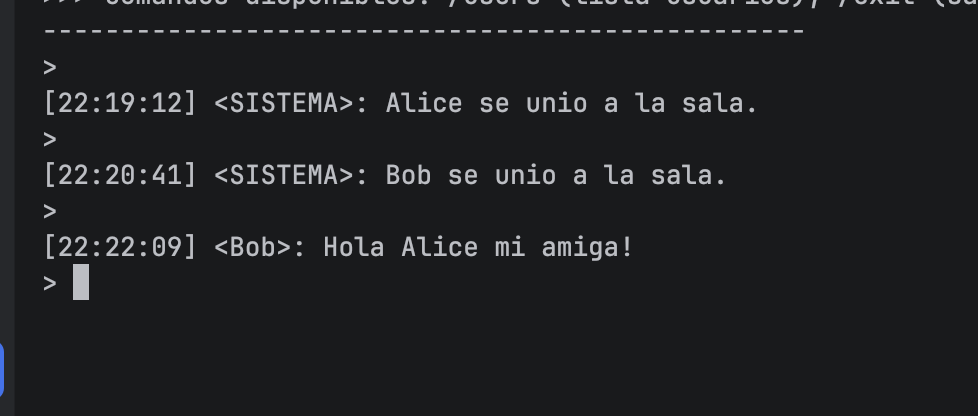 >>> Comandos disponibles: /users (lista usuarios), /exit
------------------------------------------------
>
[22:19:12] <SISTEMA>: Alice se unio a la sala.
>
[22:20:41] <SISTEMA>: Bob se unio a la sala.
>
[22:22:09] <Bob>: Hola Alice mi amiga!
>